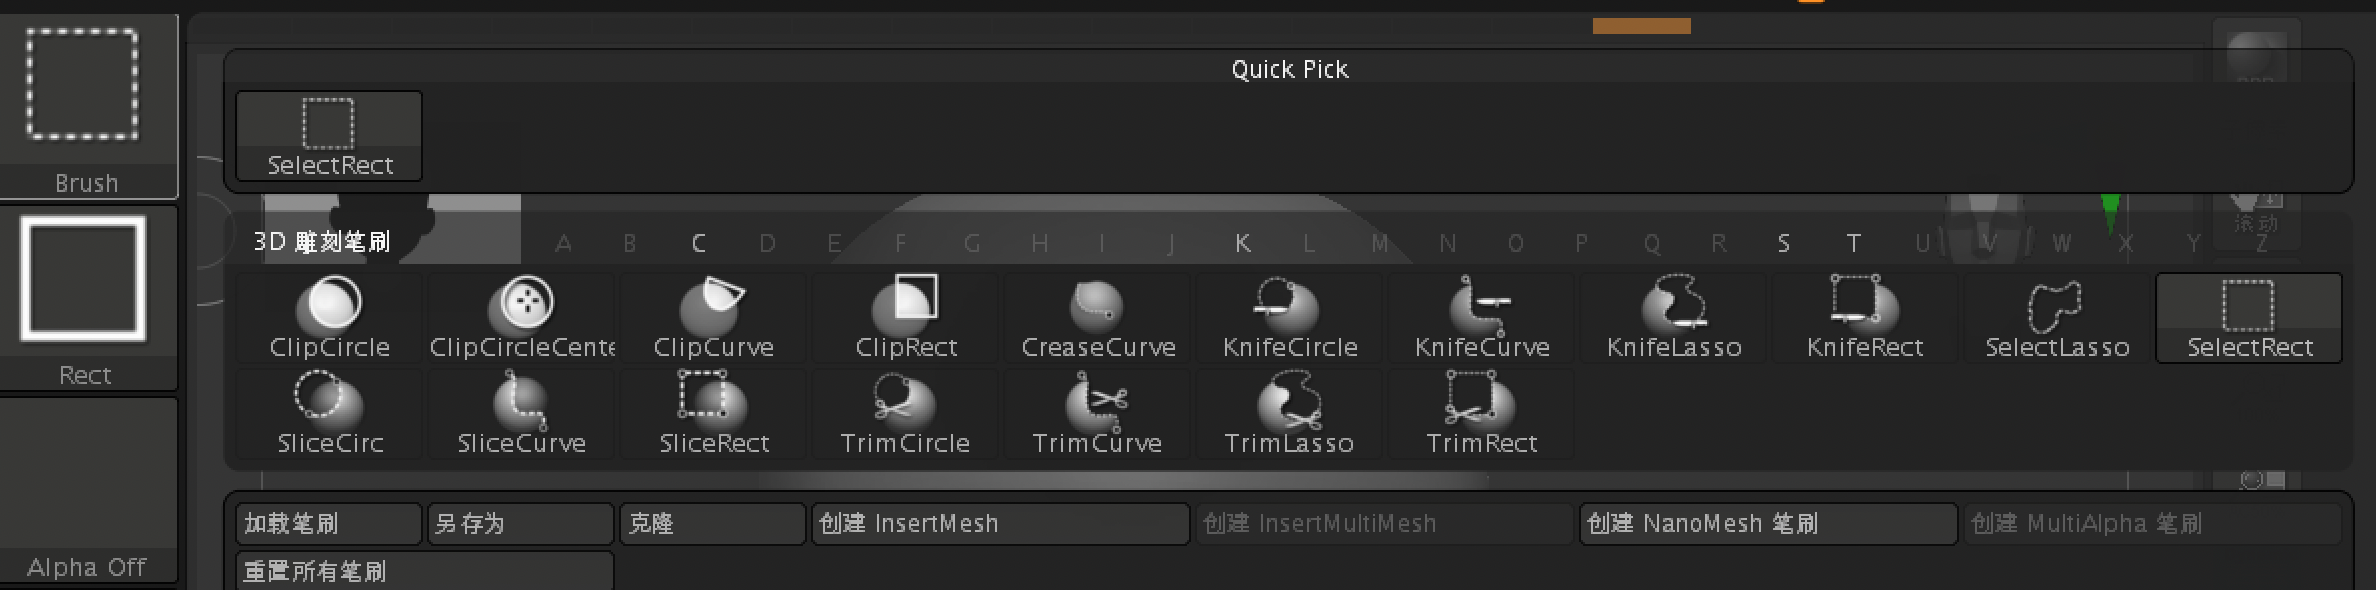 Quick Pick
SelectRect
Brush
3D 雕刻笔刷 A B C D E F G H I J K L M N O P Q R S T U V W X Y Z
滚动
ClipCircle ClipCircleCente ClipCurve ClipRect CreaseCurve KnifeCircle KnifeCurve KnifeLasso KnifeRect SelectLasso SelectRect
Rect
SliceCirc SliceCurve SliceRect TrimCircle TrimCurve TrimLasso TrimRect
加载笔刷 另存为 克隆 创建 InsertMesh 创建 InsertMultiMesh 创建 NanoMesh 笔刷 创建 MultiAlpha 笔刷
Alpha Off
重置所有笔刷